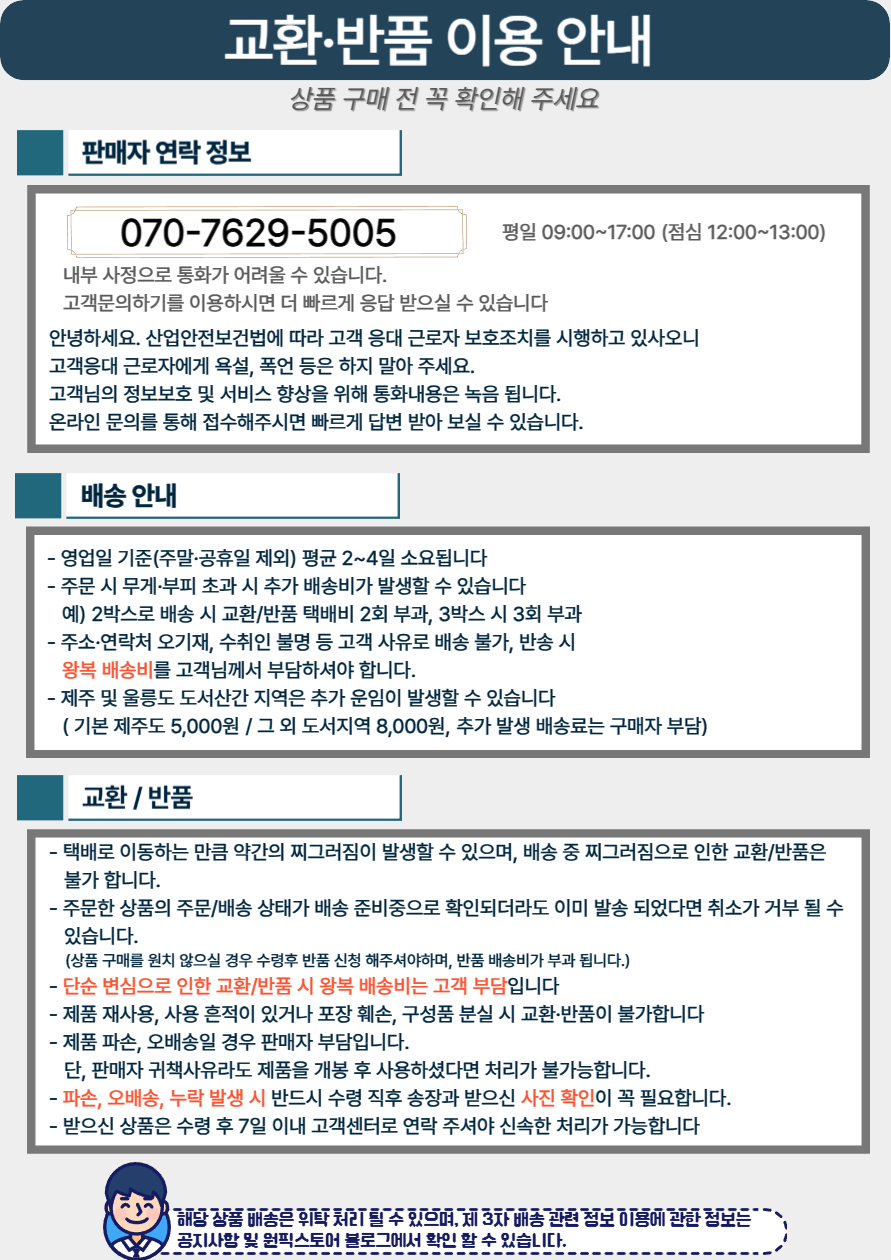 교환·반품 이용 안내
상품 구매 전 꼭 확인해 주세요
판매자 연락 정보
070-7629-5005
평일 09:00~17:00 (점심 12:00~13:00)
내부 사정으로 통화가 어려울 수 있습니다.
고객문의하기를 이용하시면 더 빠르게 응답 받으실 수 있습니다
안녕하세요. 산업안전보건법에 따라 고객 응대 근로자 보호조치를 시행하고 있사오니
고객응대 근로자에게 욕설, 폭언 등은 하지 말아 주세요.
고객님의 정보보호 및 서비스 향상을 위해 통화내용은 녹음 됩니다.
온라인 문의를 통해 접수해주시면 빠르게 답변 받아 보실 수 있습니다.
배송 안내
- 영업일 기준(주말·공휴일 제외) 평균 2~4일 소요됩니다
- 주문 시 무게·부피 초과 시 추가 배송비가 발생할 수 있습니다
예) 2박스로 배송 시 교환/반품 택배비 2회 부과, 3박스 시 3회 부과
- 주소·연락처 오기재, 수취인 불명 등 고객 사유로 배송 불가, 반송 시
왕복 배송비를 고객님께서 부담하셔야 합니다.
- 제주 및 울릉도 도서산간 지역은 추가 운임이 발생할 수 있습니다
( 기본 제주도 5,000원 / 그 외 도서지역 8,000원, 추가 발생 배송료는 구매자 부담)
교환 / 반품
- 택배로 이동하는 만큼 약간의 찌그러짐이 발생할 수 있으며, 배송 중 찌그러짐으로 인한 교환/반품은
불가 합니다.
- 주문한 상품의 주문/배송 상태가 배송 준비중으로 확인되더라도 이미 발송 되었다면 취소가 거부 될 수
있습니다.
(상품 구매를 원치 않으실 경우 수령후 반품 신청 해주셔야하며, 반품 배송비가 부과 됩니다.)
- 단순 변심으로 인한 교환/반품 시 왕복 배송비는 고객 부담입니다
- 제품 재사용, 사용 흔적이 있거나 포장 훼손, 구성품 분실 시 교환·반품이 불가합니다
- 제품 파손, 오배송일 경우 판매자 부담입니다.
단, 판매자 귀책사유라도 제품을 개봉 후 사용하셨다면 처리가 불가능합니다.
- 파손, 오배송, 누락 발생 시 반드시 수령 직후 송장과 받으신 사진 확인이 꼭 필요합니다.
- 받으신 상품은 수령 후 7일 이내 고객센터로 연락 주셔야 신속한 처리가 가능합니다
해당 상품 배송은 위탁 처리 될 수 있으며, 제 3자 배송 관련 정보 이용에 관한 정보는
공지사항 및 원픽스토어 블로그에서 확인 할 수 있습니다.